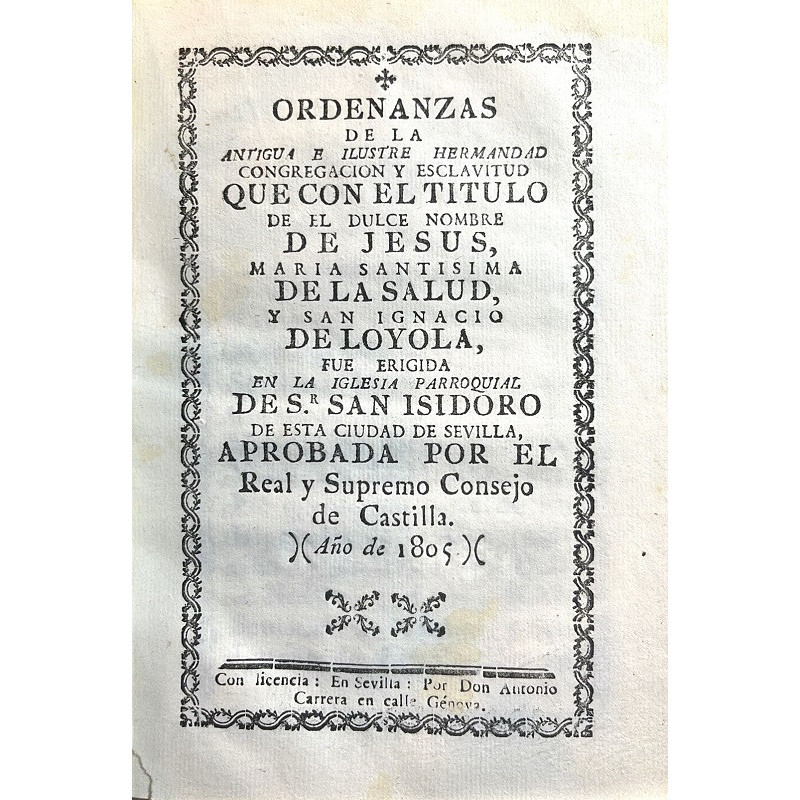 ORDENANZAS
DE LA
ANTIGUA E ILUSTRE HERMANDAD
CONGREGACION Y ESCLAVITUD
QUE CON EL TITULO
DE EL DULCE NOMBRE
DE JESUS,
MARIA SANTISIMA
DE LA SALUD,
Y SAN IGNACIO
DE LOYOLA,
FUE ERIGIDA
EN LA IGLESIA PARROQUIAL
DE S.R SAN ISIDORO
DE ESTA CIUDAD DE SEVILLA,
APROBADA POR EL
Real y Supremo Consejo
de Castilla.
)( Año de 1805.)(
Con licencia: En Sevilla: Por Don Antonio
Carrera en calle Génova.